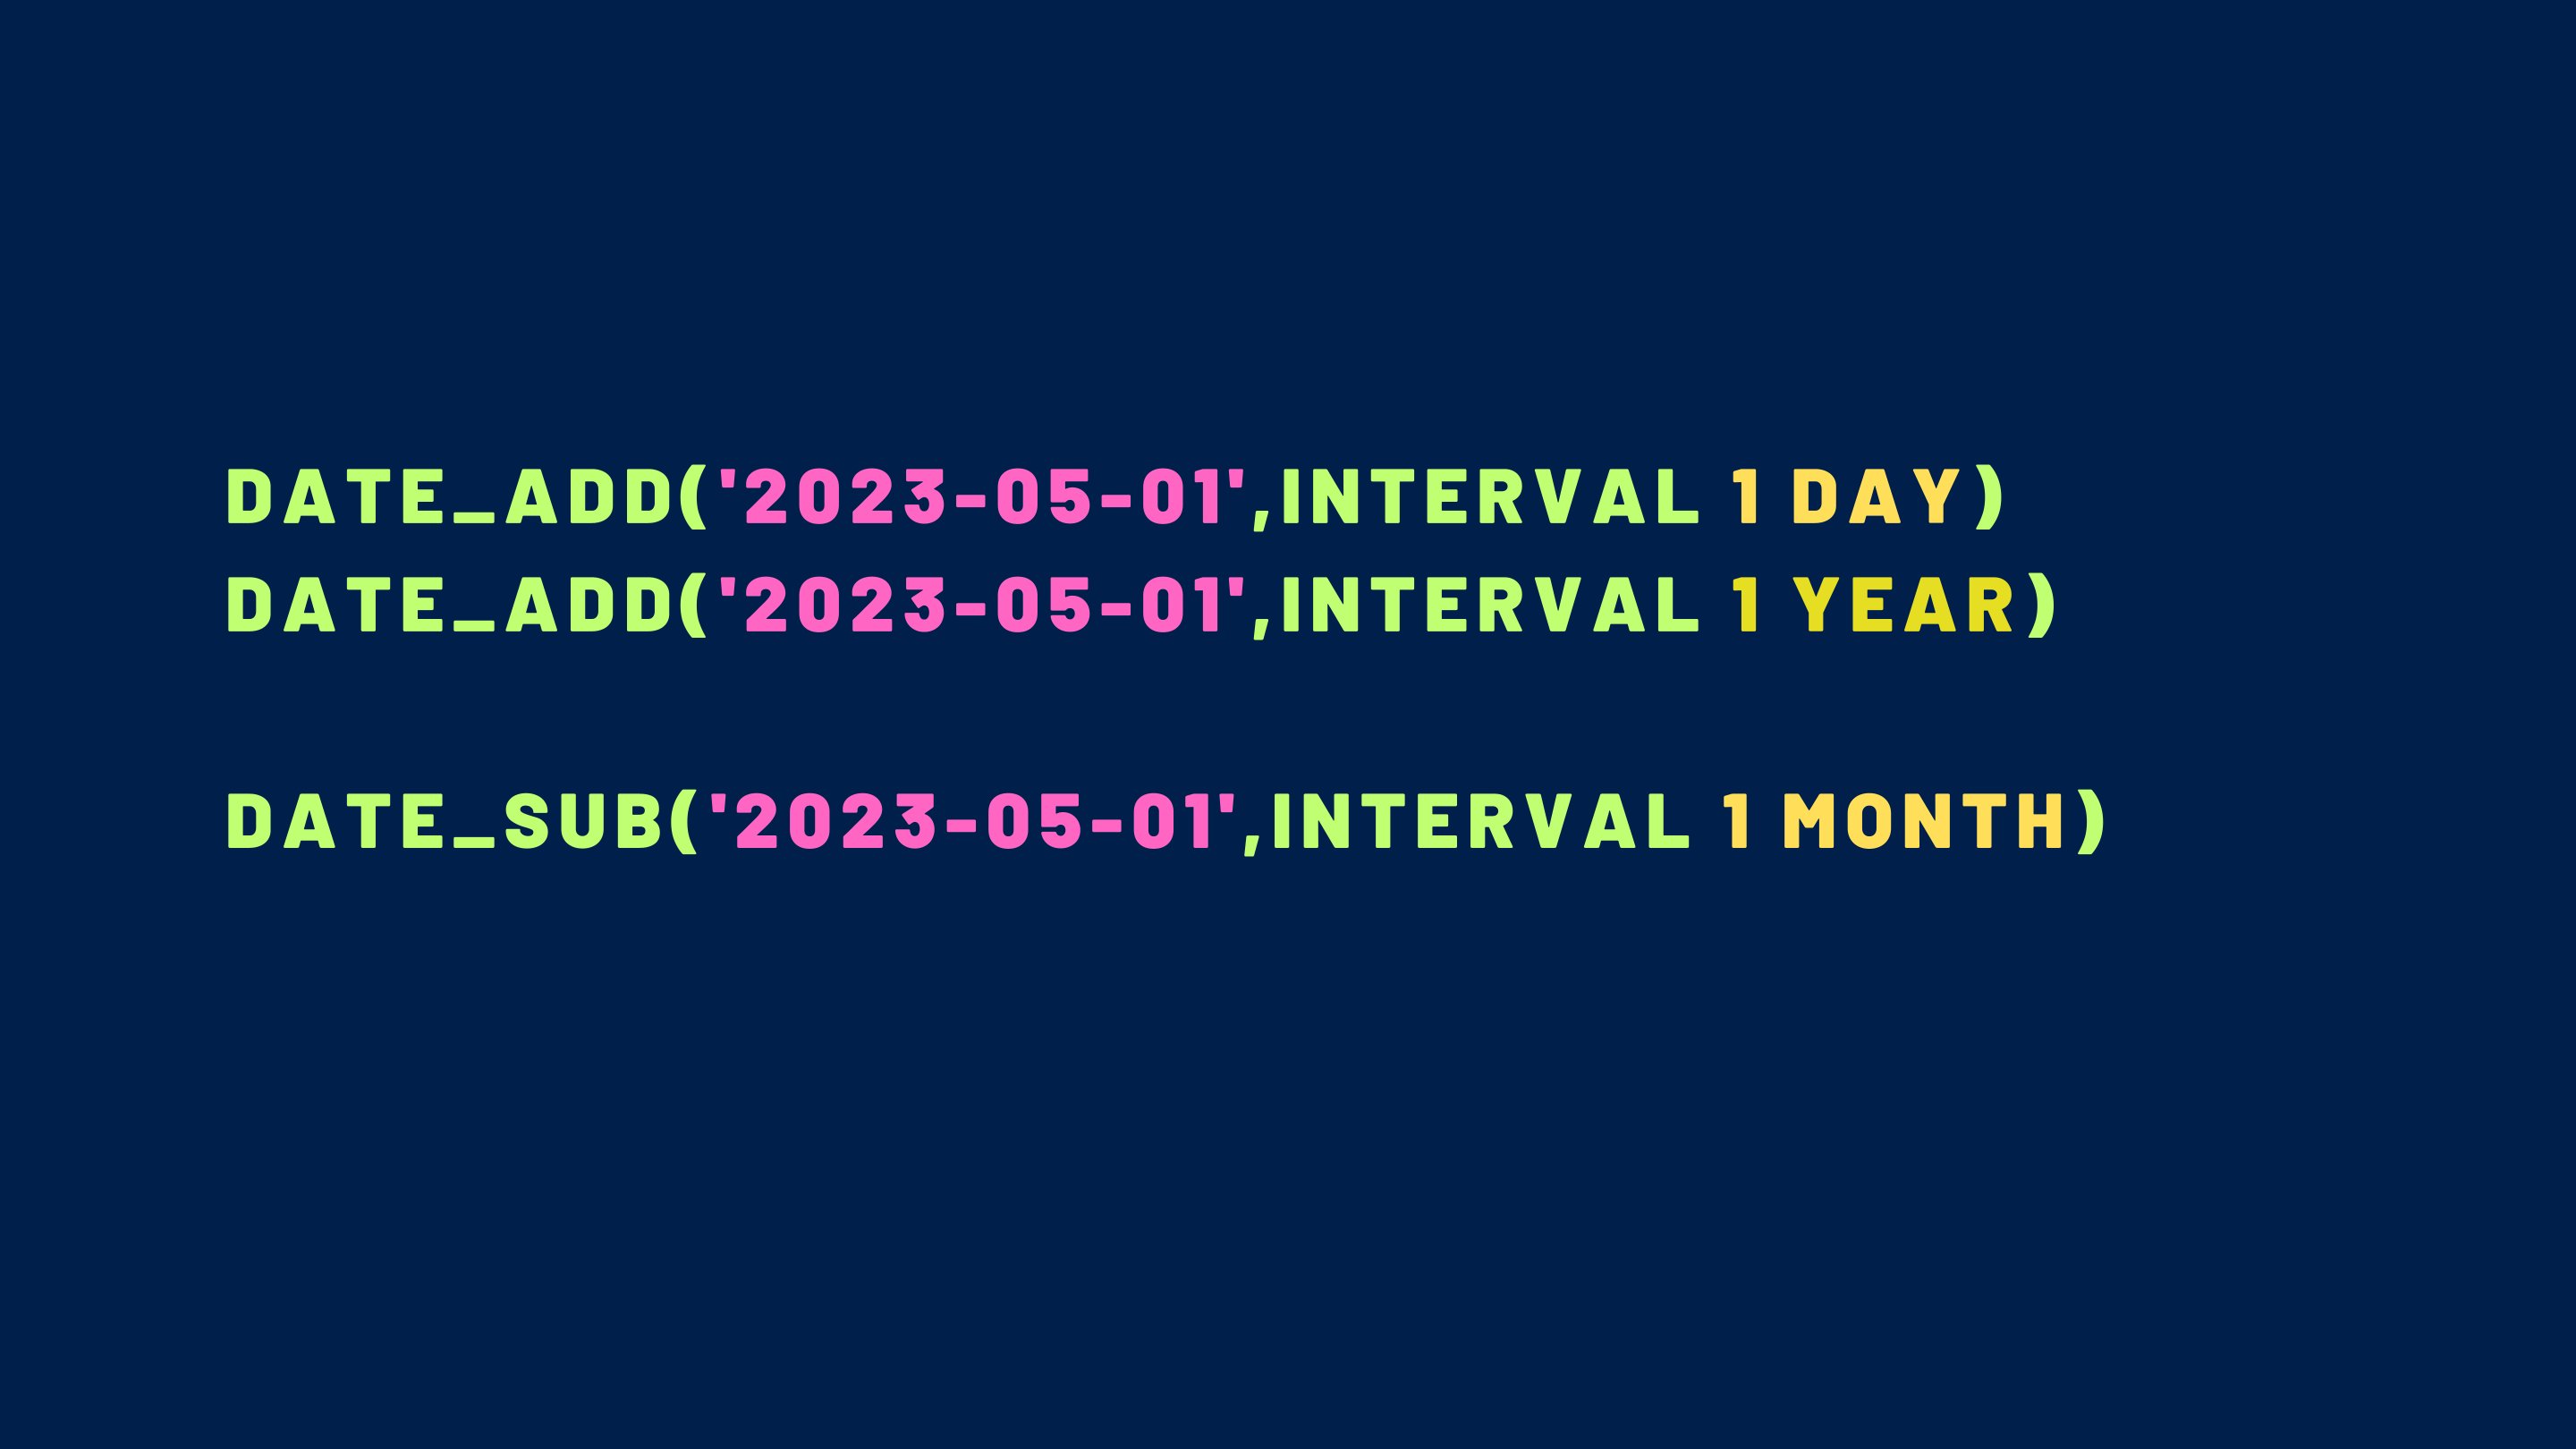 DATE_ADD('2023-05-01',INTERVAL 1 DAY)
DATE_ADD('2023-05-01',INTERVAL 1 YEAR)
DATE_SUB('2023-05-01',INTERVAL 1 MONTH)